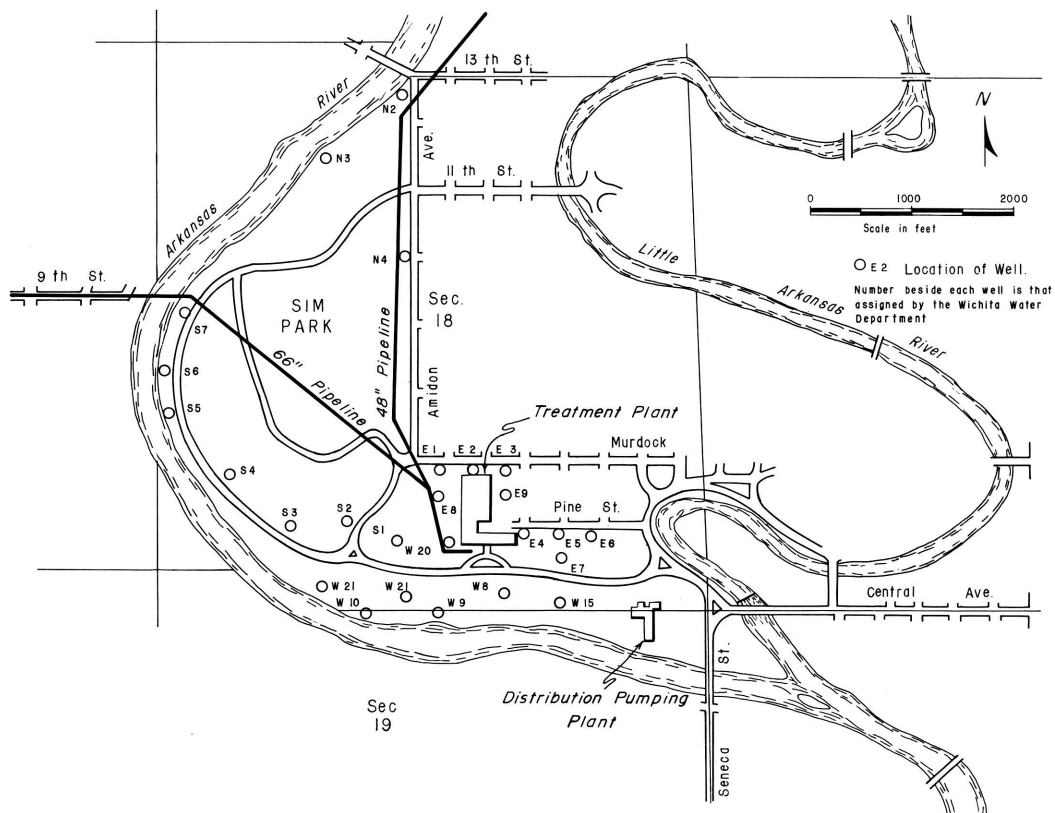 13 th St.
N
River
N2
N3
Ave.
11 th St.
0 1000 2000
Scale in feet
Arkansas
N4
Little
E2 Location of Well.
Number beside each well is that
assigned by the Wichita Water
Department
9 th St.
SIM
PARK
Sec.
18
Arkansas
River
S7
66" Pipeline
48" Pipeline
Amidon
S6
S5
Treatment Plant
E1 E2 E3
Murdock
S4
E8
E9
S3
S2
S1
W 20
Pine St.
E4 E5 E6
E7
W 21
W 21
W 10
W 9
W 8
W 15
Central Ave.
St.
Distribution Pumping
Plant
Sec
19
Seneca